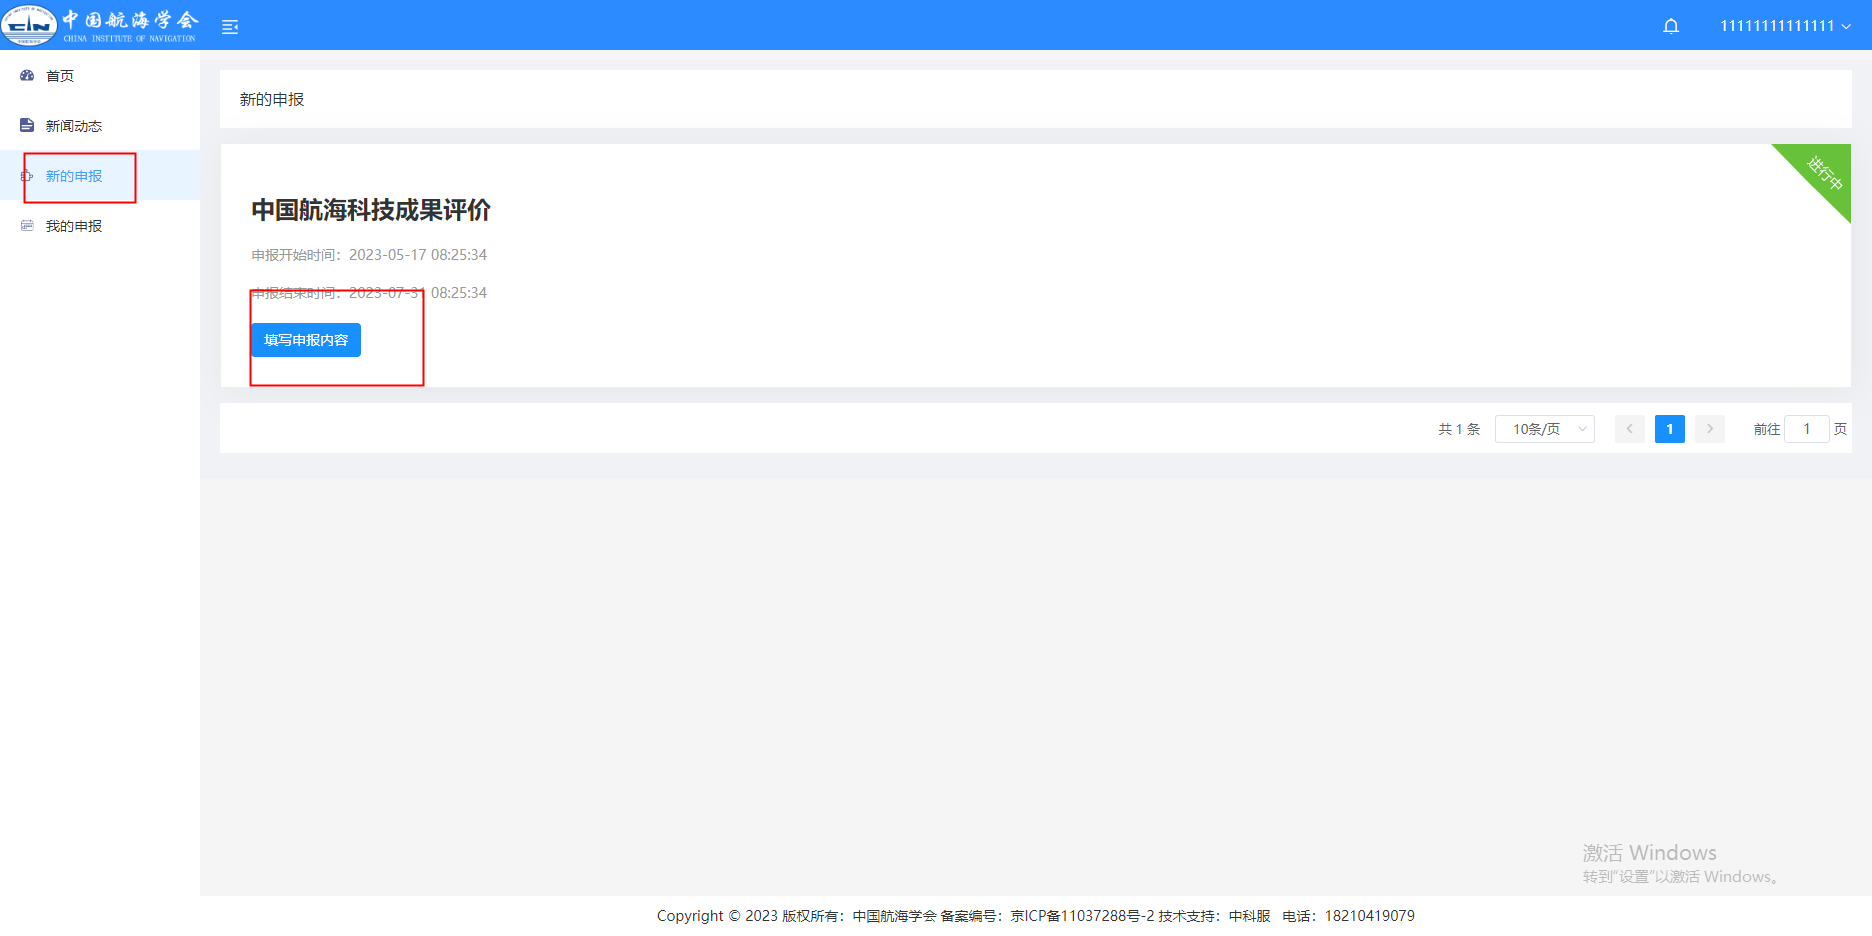 中国航海学会
CHINA INSTITUTE OF NAVIGATION
11111111111111
首页
新闻动态
新的申报
我的申报
新的申报
进行中
中国航海科技成果评价
申报开始时间：2023-05-17 08:25:34
申报结束时间：2023-07-31 08:25:34
填写申报内容
共 1 条 10条/页 1 前往 1 页
激活 Windows
转到"设置"以激活 Windows。
Copyright © 2023 版权所有：中国航海学会 备案编号：京ICP备11037288号-2 技术支持：中科服 电话：18210419079